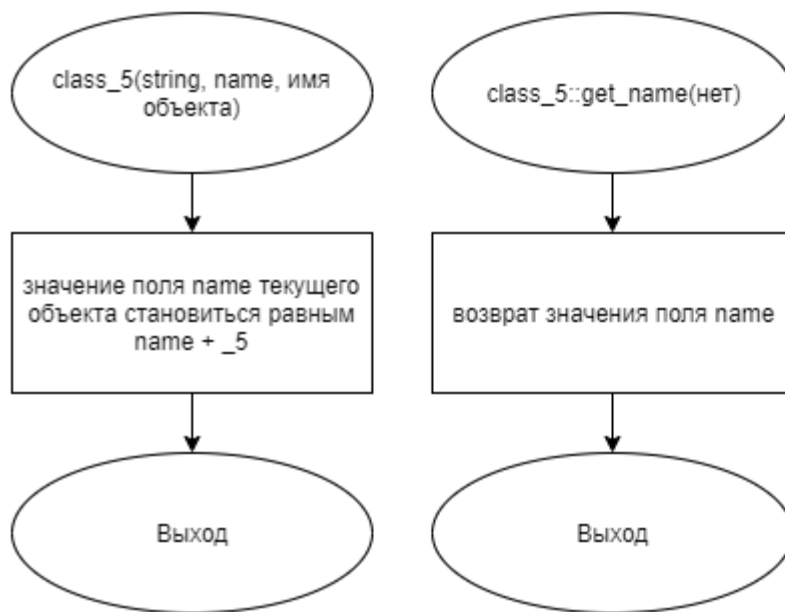 class_5(string, name, имя
объекта)
значение поля name текущего
объекта становиться равным
name + _5
Выход
class_5::get_name(нет)
возврат значения поля name
Выход